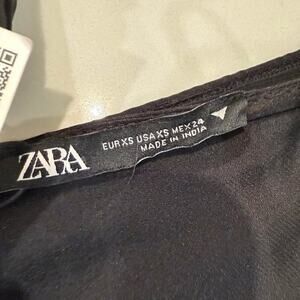 ZARA
EUR XS USA XS MEX 24
MADE IN INDIA